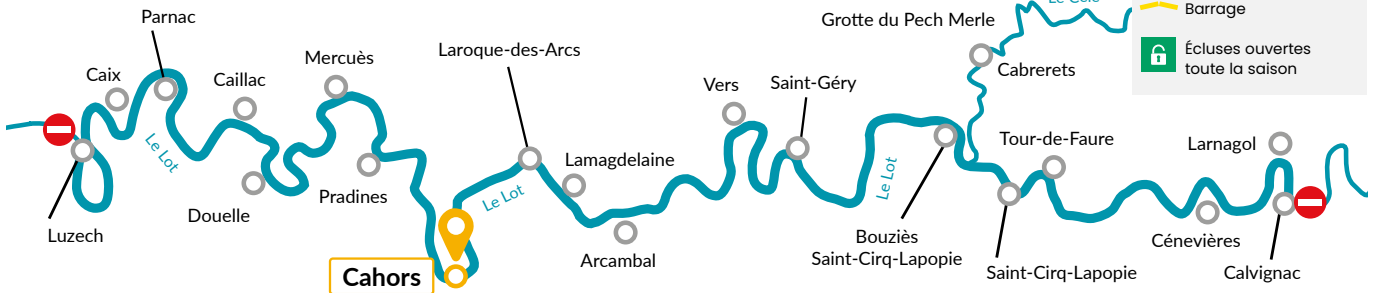 Parnac
Caix
Caillac
Mercuès
Laroque-des-Arcs
Grotte du Pech Merle
Le Célé
Barrage
Écluses ouvertes
toute la saison
Cabrerets
Vers
Saint-Géry
Le Lot
Lamagdelaine
Tour-de-Faure
Larnagol
Pradines
Le Lot
Le Lot
Douelle
Luzech
Cahors
Arcambal
Bouziès
Saint-Cirq-Lapopie
Saint-Cirq-Lapopie
Cénevières
Calvignac